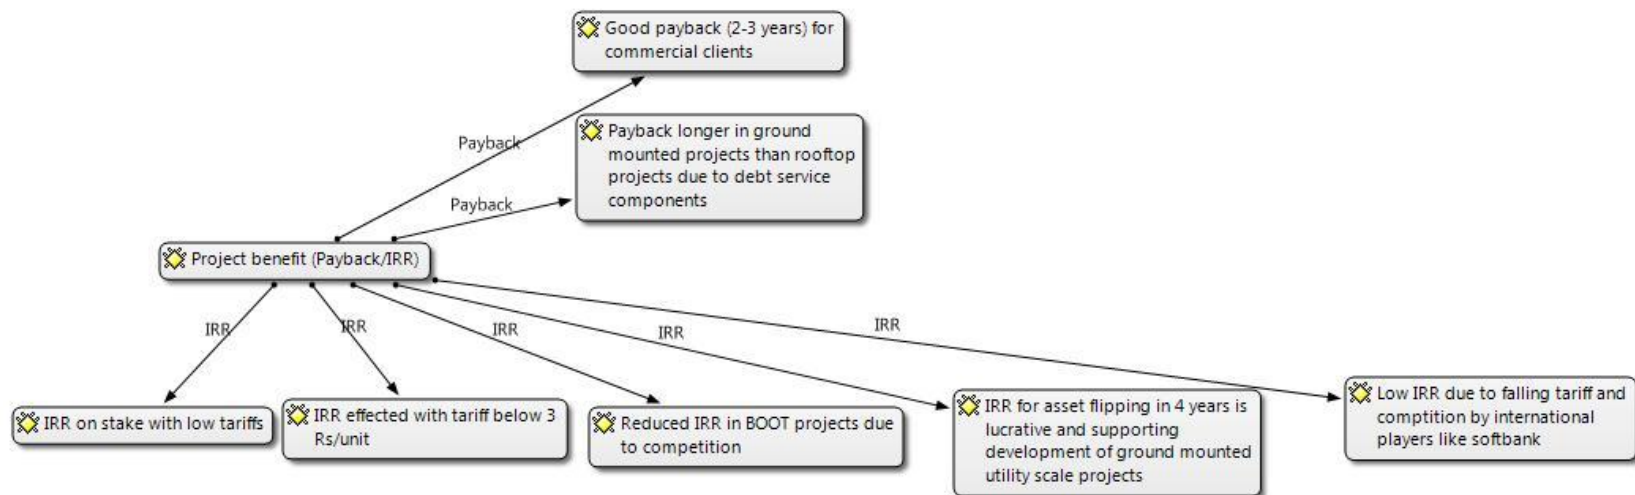 Good payback (2-3 years) for
commercial clients
Payback
Payback longer in ground
mounted projects than rooftop
projects due to debt service
components
Payback
Project benefit (Payback/IRR)
IRR
IRR
IRR
IRR
IRR
IRR on stake with low tariffs
IRR effected with tariff below 3
Rs/unit
Reduced IRR in BOOT projects due
to competition
IRR for asset flipping in 4 years is
lucrative and supporting
development of ground mounted
utility scale projects
Low IRR due to falling tariff and
comptition by international
players like softbank